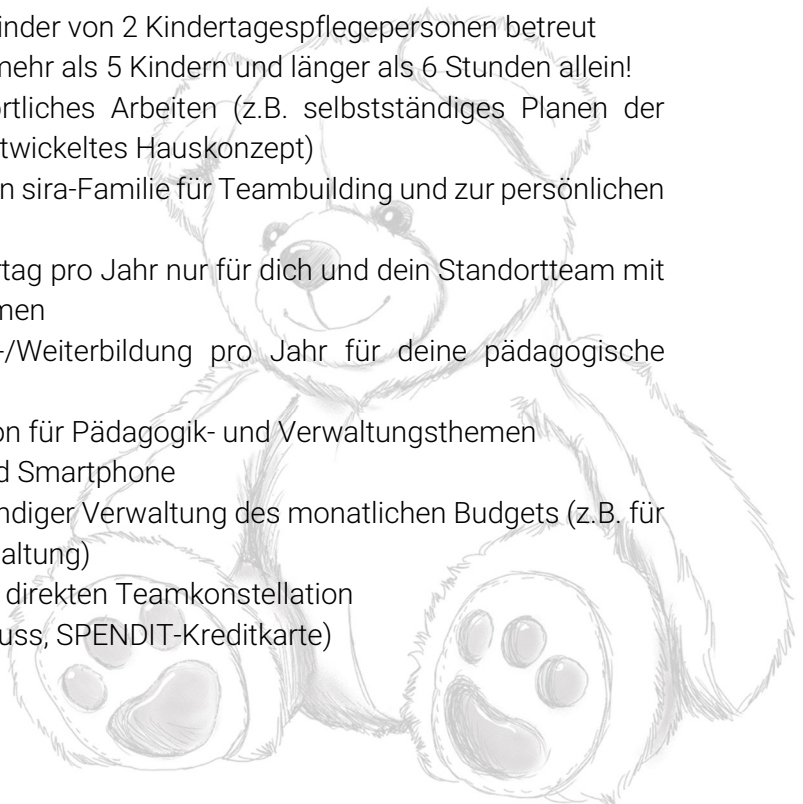 inder von 2 Kindertagespflegepersonen betreut
mehr als 5 Kindern und länger als 6 Stunden allein!
ortliches Arbeiten (z.B. selbstständiges Planen der
twickeltes Hauskonzept)
n sira-Familie für Teambuilding und zur persönlichen
rtag pro Jahr nur für dich und dein Standortteam mit
men
-/Weiterbildung pro Jahr für deine pädagogische
on für Pädagogik- und Verwaltungsthemen
d Smartphone
ndiger Verwaltung des monatlichen Budgets (z.B. für
altung)
direkten Teamkonstellation
uss, SPENDIT-Kreditkarte)